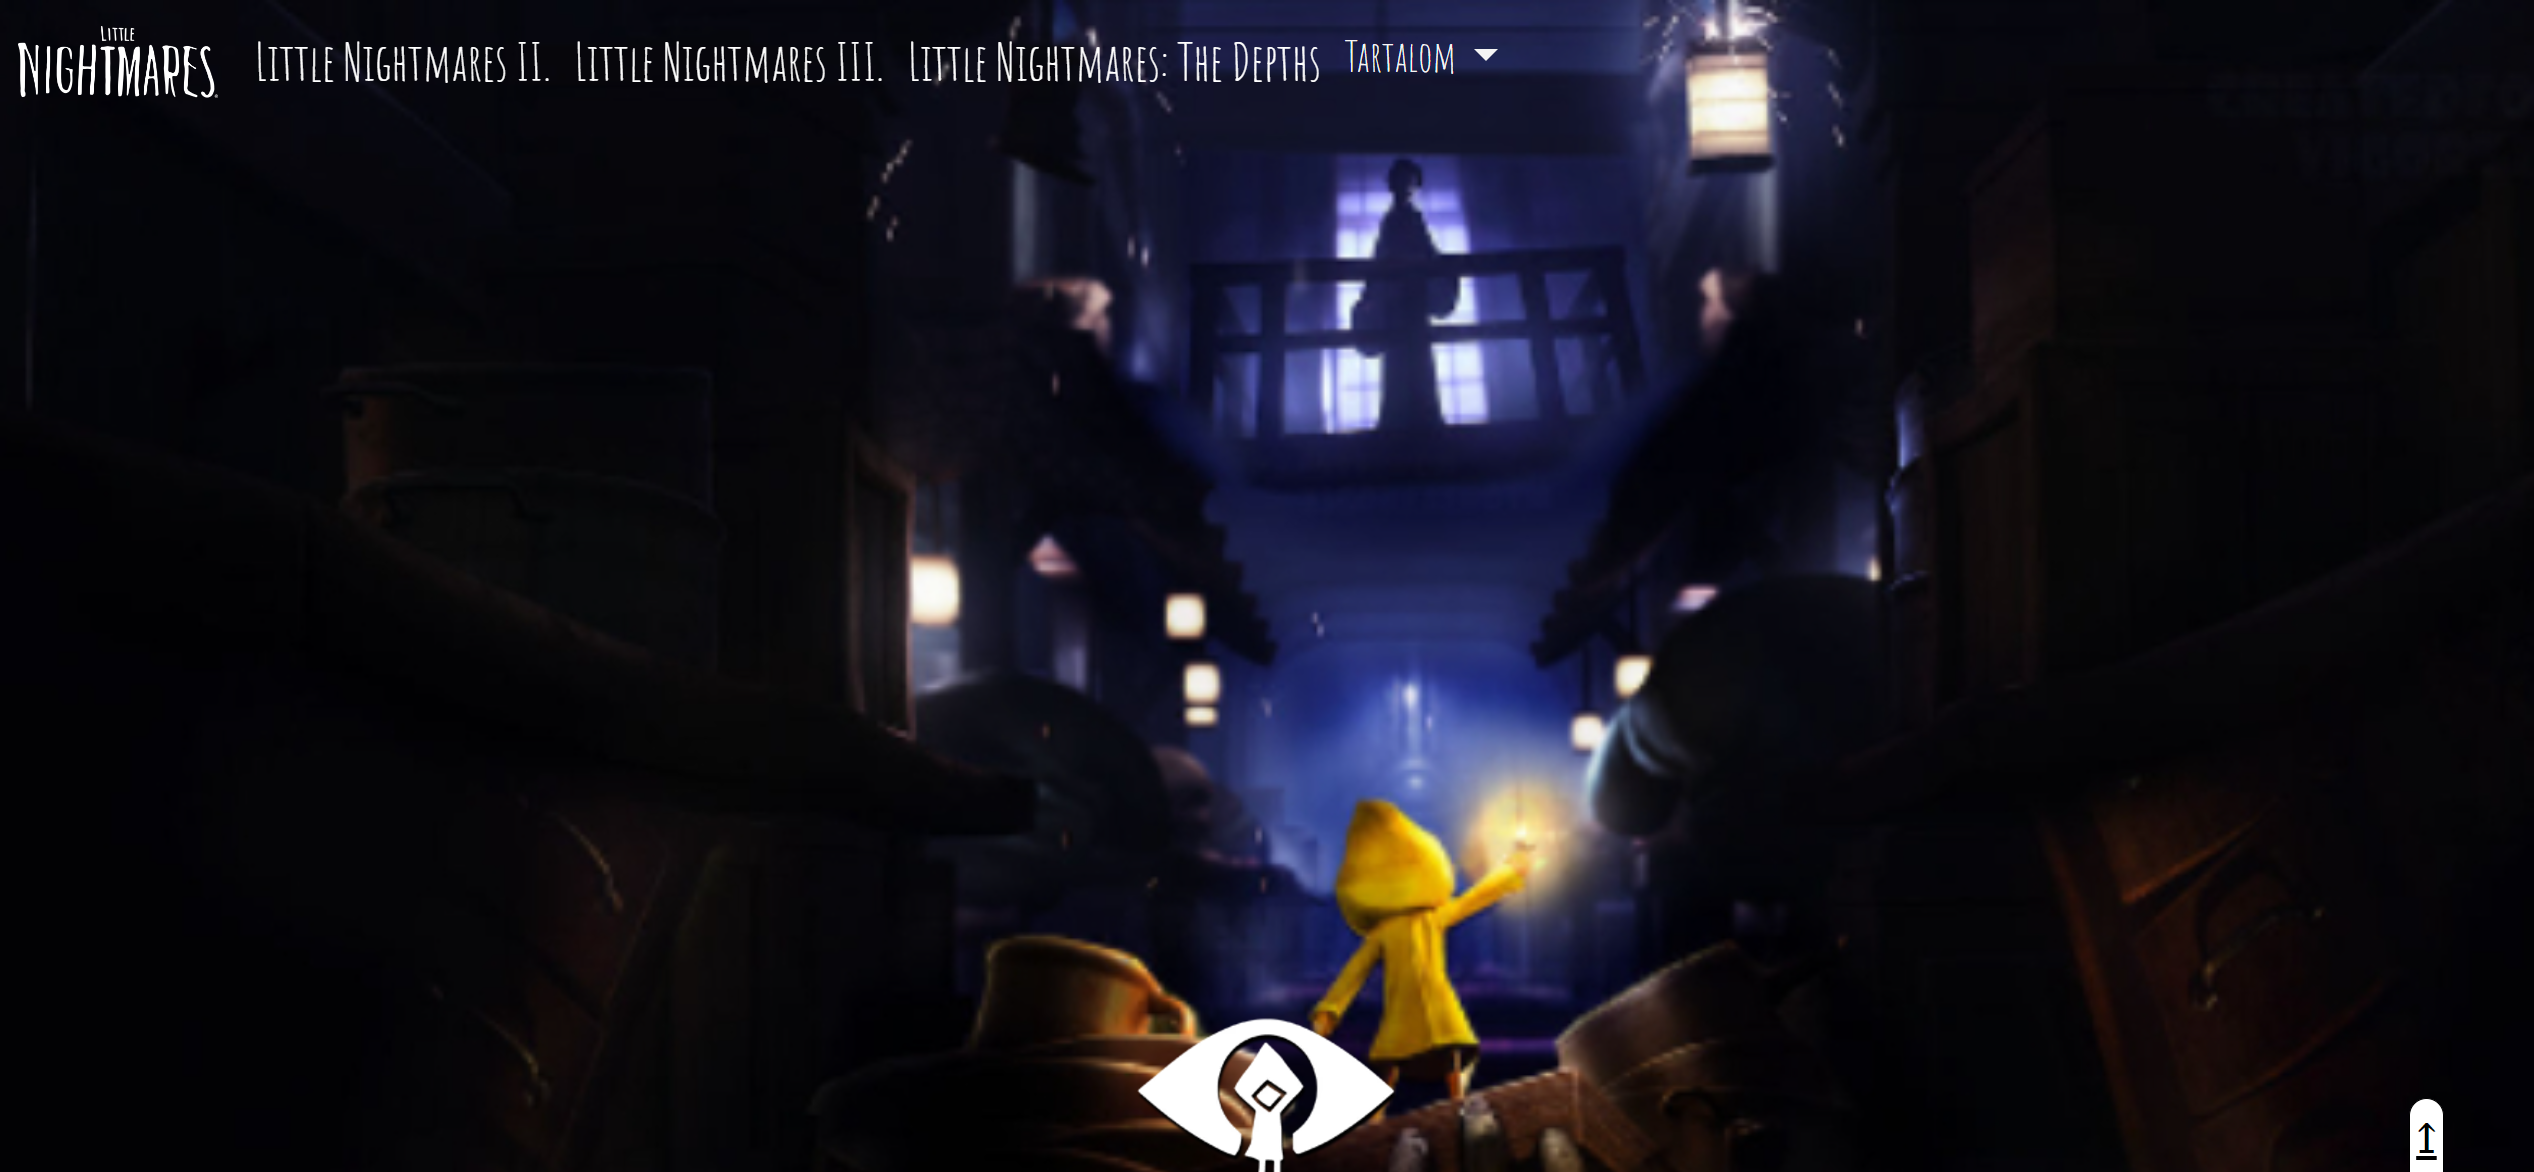 LITTLE
NIGHTMARES
LITTLE NIGHTMARES II.
LITTLE NIGHTMARES III.
LITTLE NIGHTMARES: THE DEPTHS
TARTALOM